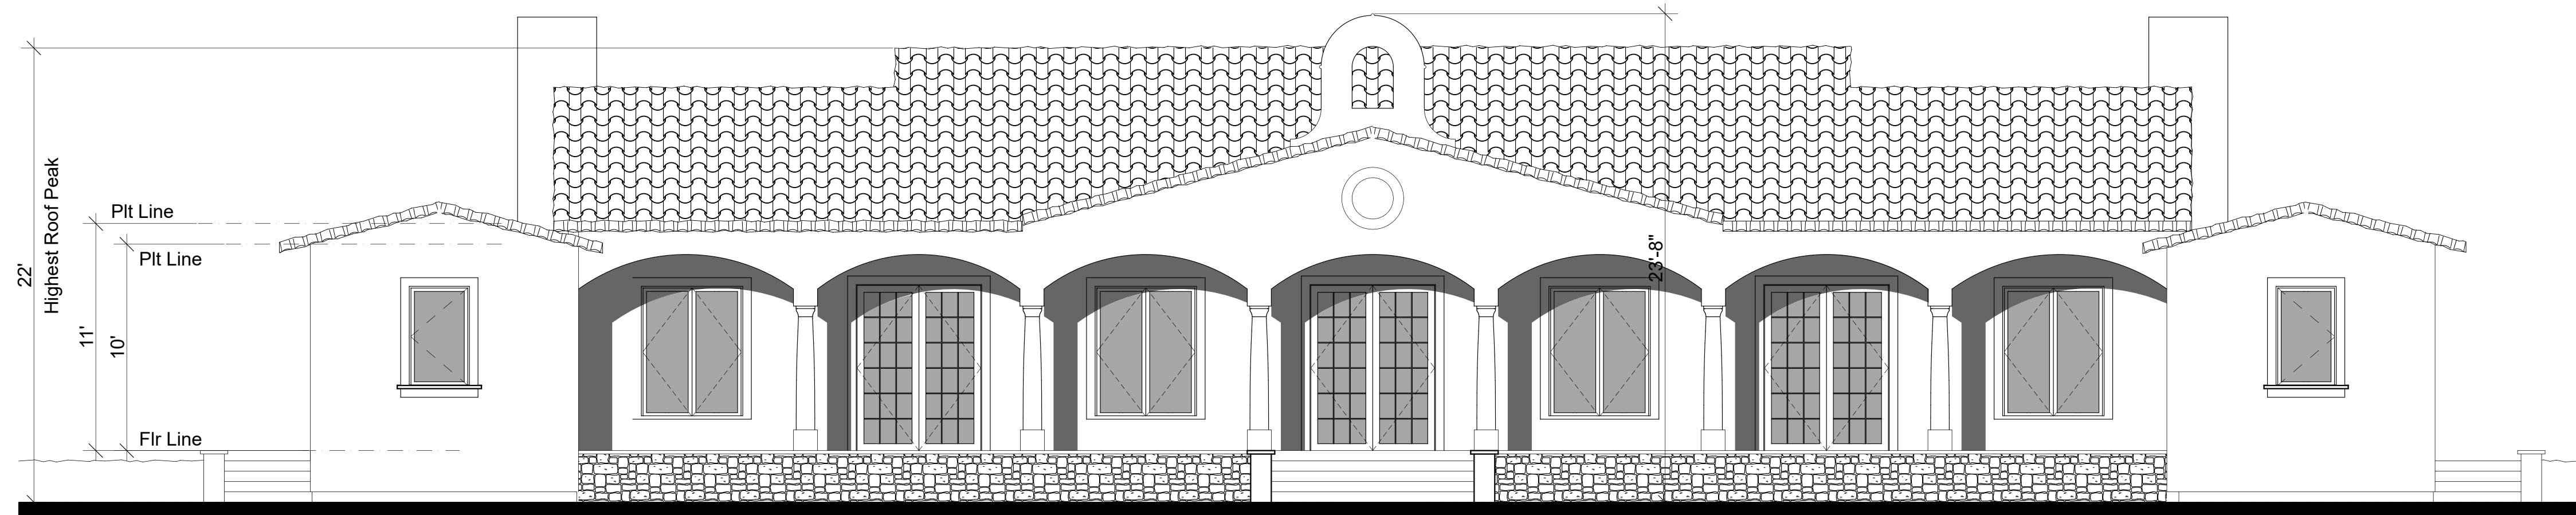 22'
Highest Roof Peak
11'
10'
Plt Line
Plt Line
Flr Line
23'-8"